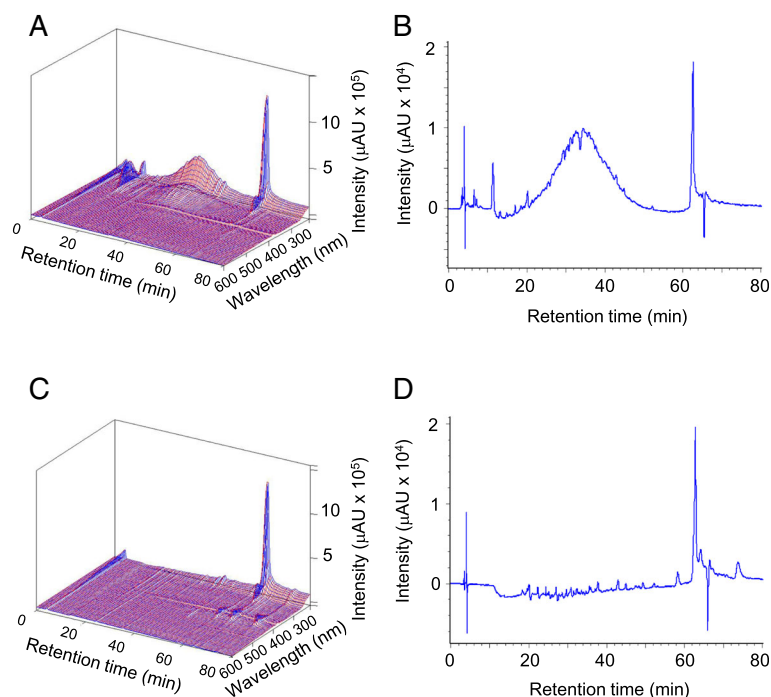 A
10
5
Intensity (μAU x 10⁵)
0
20
40
60
80
Retention time (min)
600 500 400 300
Wavelength (nm)
B
2
1
0
Intensity (μAU x 10⁴)
0
20
40
60
80
Retention time (min)
C
10
5
Intensity (μAU x 10⁵)
0
20
40
60
80
Retention time (min)
600 500 400 300
Wavelength (nm)
D
2
1
0
Intensity (μAU x 10⁴)
0
20
40
60
80
Retention time (min)